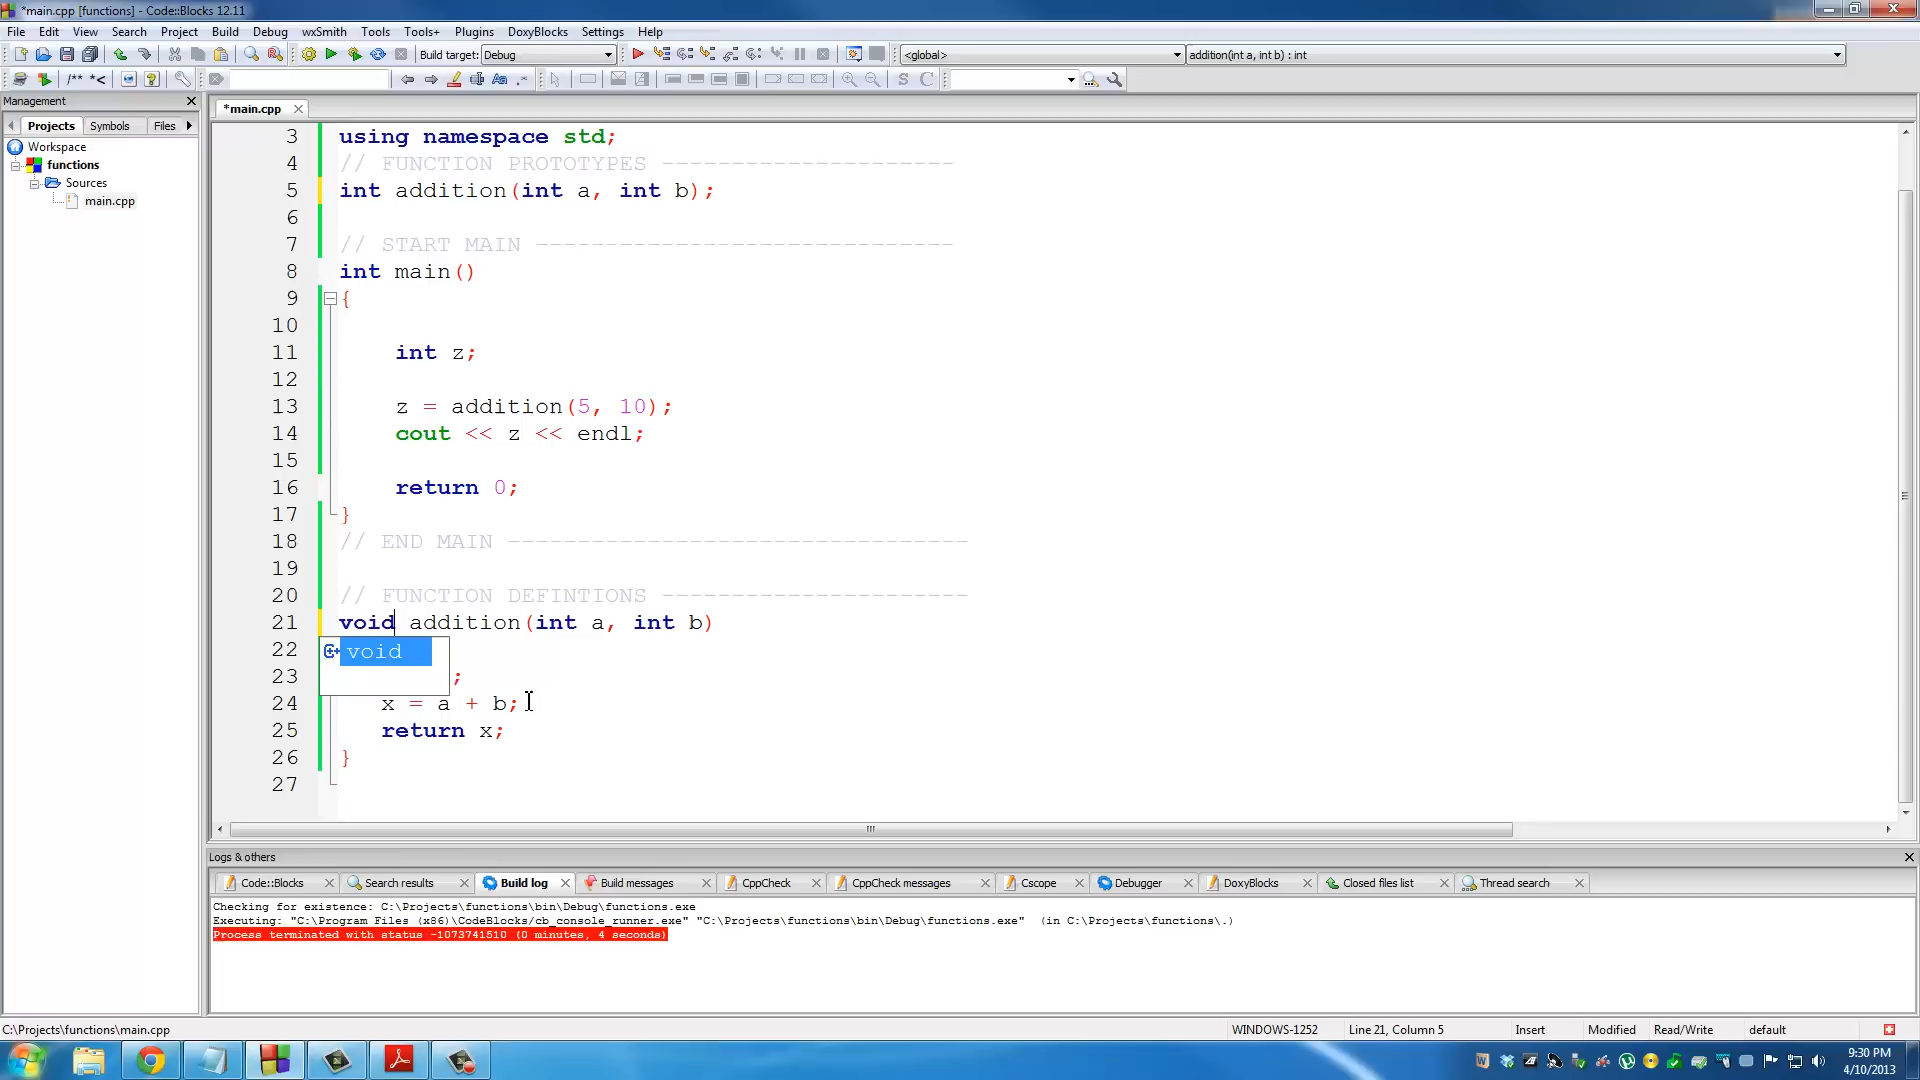 *main.cpp [functions] - Code::Blocks 12.11
File Edit View Search Project Build Debug wxSmith Tools Tools+ Plugins DoxyBlocks Settings Help
Build target: Debug <global> addition(int a, int b) : int
/** *<
Management
Projects Symbols Files
*main.cpp
Workspace
functions
Sources
main.cpp
3 using namespace std;
4 // FUNCTION PROTOTYPES ---------------------
5 int addition(int a, int b);
6
7 // START MAIN ------------------------------
8 int main()
9 {
10
11 int z;
12
13 z = addition(5, 10);
14 cout << z << endl;
15
16 return 0;
17 }
18 // END MAIN ---------------------------------
19
20 // FUNCTION DEFINTIONS ----------------------
21 void addition(int a, int b)
22 void
23 ;
24 x = a + b;
25 return x;
26 }
27
Logs & others
Code::Blocks Search results Build log Build messages CppCheck CppCheck messages Cscope Debugger DoxyBlocks Closed files list Thread search
Checking for existence: C:\Projects\functions\bin\Debug\functions.exe
Executing: "C:\Program Files (x86)\CodeBlocks/cb_console_runner.exe" "C:\Projects\functions\bin\Debug\functions.exe" (in C:\Projects\functions\.)
Process terminated with status -1073741510 (0 minutes, 4 seconds)
C:\Projects\functions\main.cpp WINDOWS-1252 Line 21, Column 5 Insert Modified Read/Write default
9:30 PM
4/10/2013